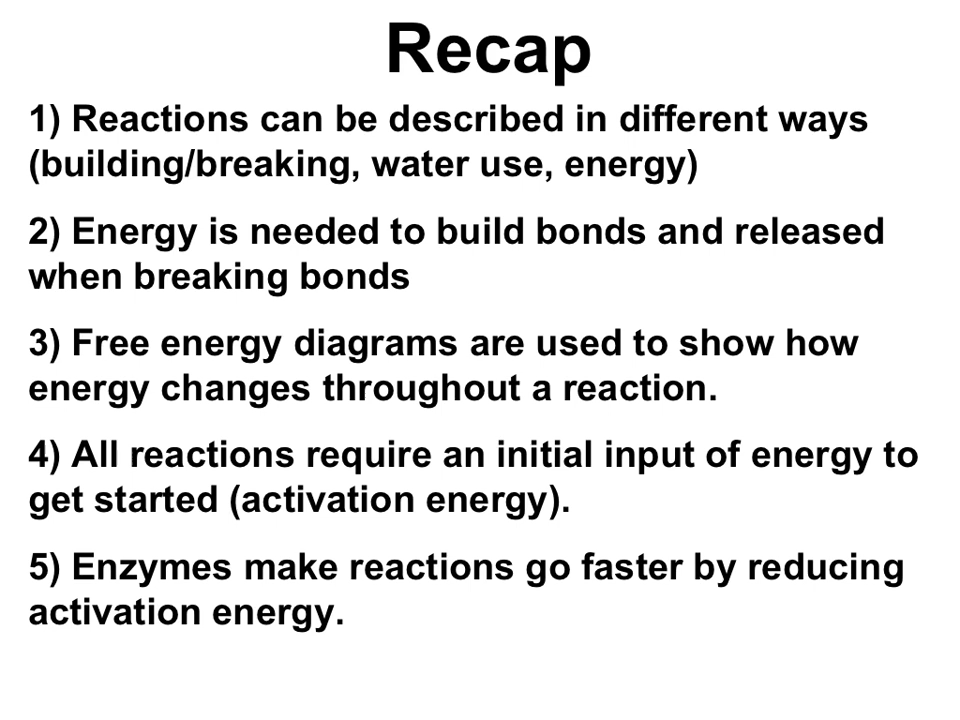 Recap
1) Reactions can be described in different ways
(building/breaking, water use, energy)
2) Energy is needed to build bonds and released
when breaking bonds
3) Free energy diagrams are used to show how
energy changes throughout a reaction.
4) All reactions require an initial input of energy to
get started (activation energy).
5) Enzymes make reactions go faster by reducing
activation energy.